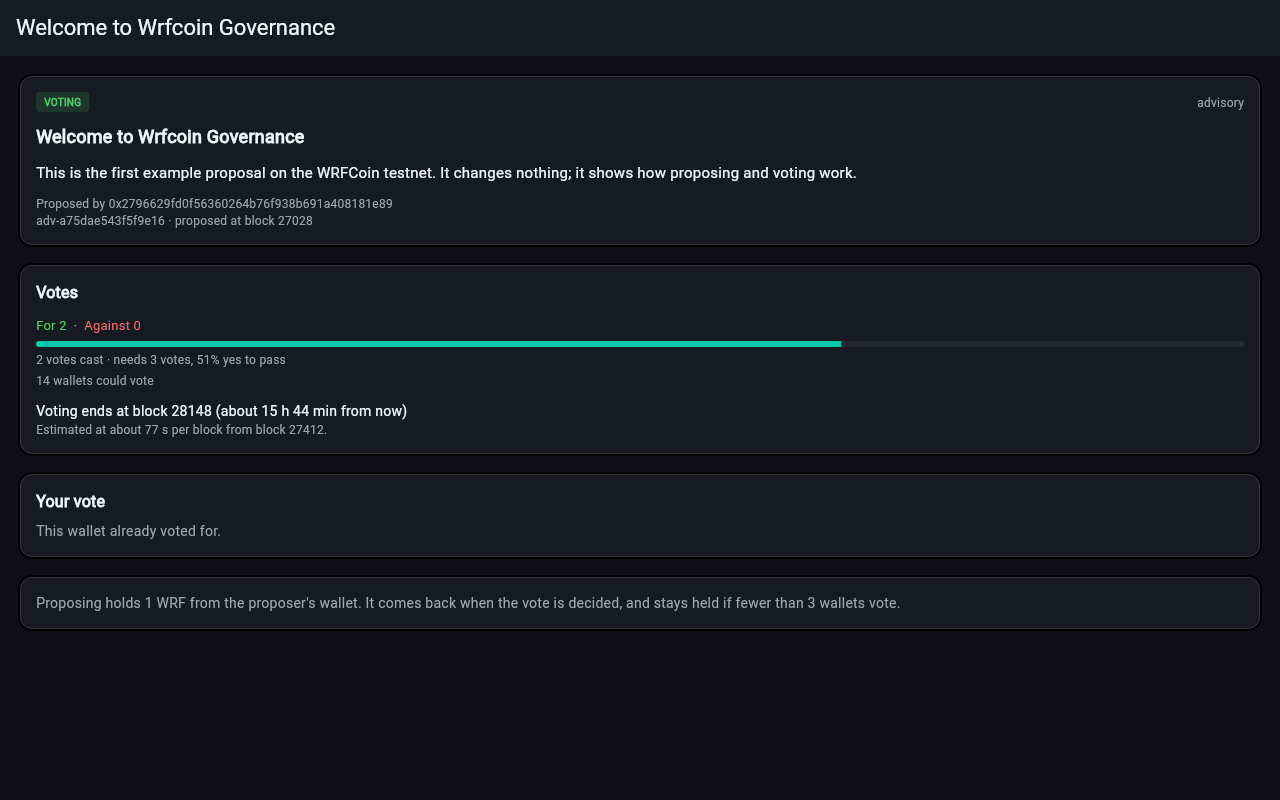 Welcome to Wrfcoin Governance
VOTING
advisory
Welcome to Wrfcoin Governance
This is the first example proposal on the WRFCoin testnet. It changes nothing; it shows how proposing and voting work.
Proposed by 0x2796629fd0f56360264b76f938b691a408181e89
adv-a75dae543f5f9e16 · proposed at block 27028
Votes
For 2 · Against 0
2 votes cast · needs 3 votes, 51% yes to pass
14 wallets could vote
Voting ends at block 28148 (about 15 h 44 min from now)
Estimated at about 77 s per block from block 27412.
Your vote
This wallet already voted for.
Proposing holds 1 WRF from the proposer's wallet. It comes back when the vote is decided, and stays held if fewer than 3 wallets vote.